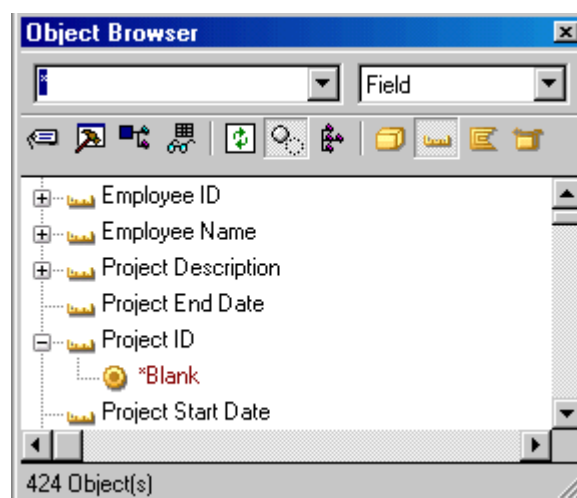 Object Browser
* Field
Employee ID
Employee Name
Project Description
Project End Date
Project ID
*Blank
Project Start Date
424 Object(s)